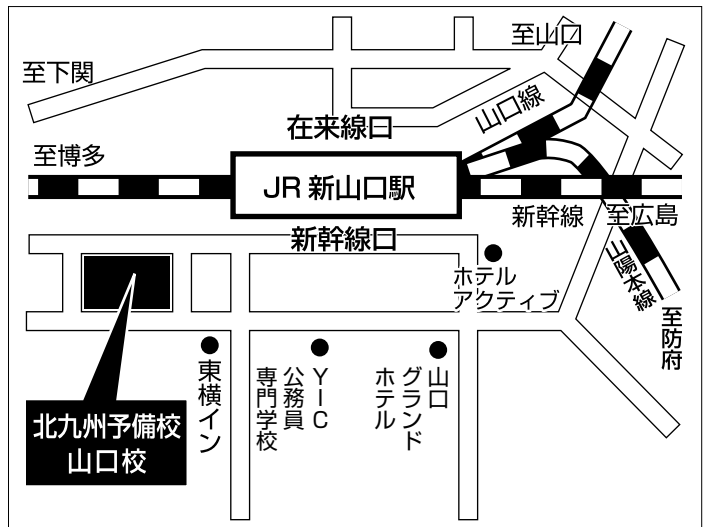 至山口
至下関
山口線
在来線口
至博多
JR 新山口駅
新幹線
至広島
新幹線口
山陽本線
ホテル
アクティブ
至防府
東横イン
YIC
公務員
専門学校
山口
グランド
ホテル
北九州予備校
山口校